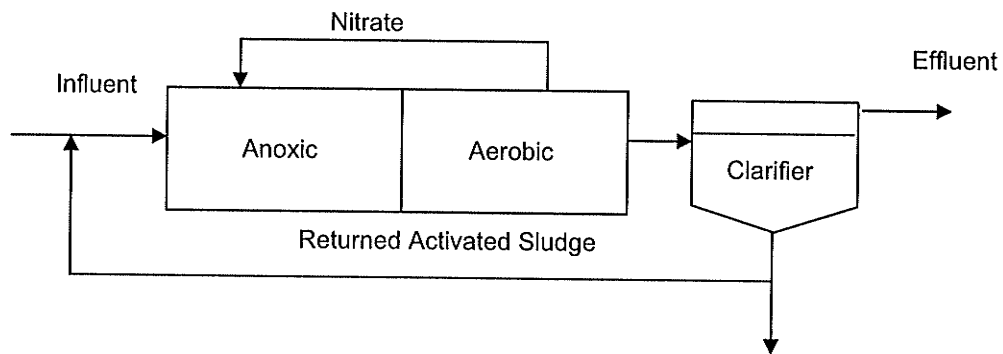 Nitrate
Effluent
Influent
Anoxic
Aerobic
Clarifier
Returned Activated Sludge